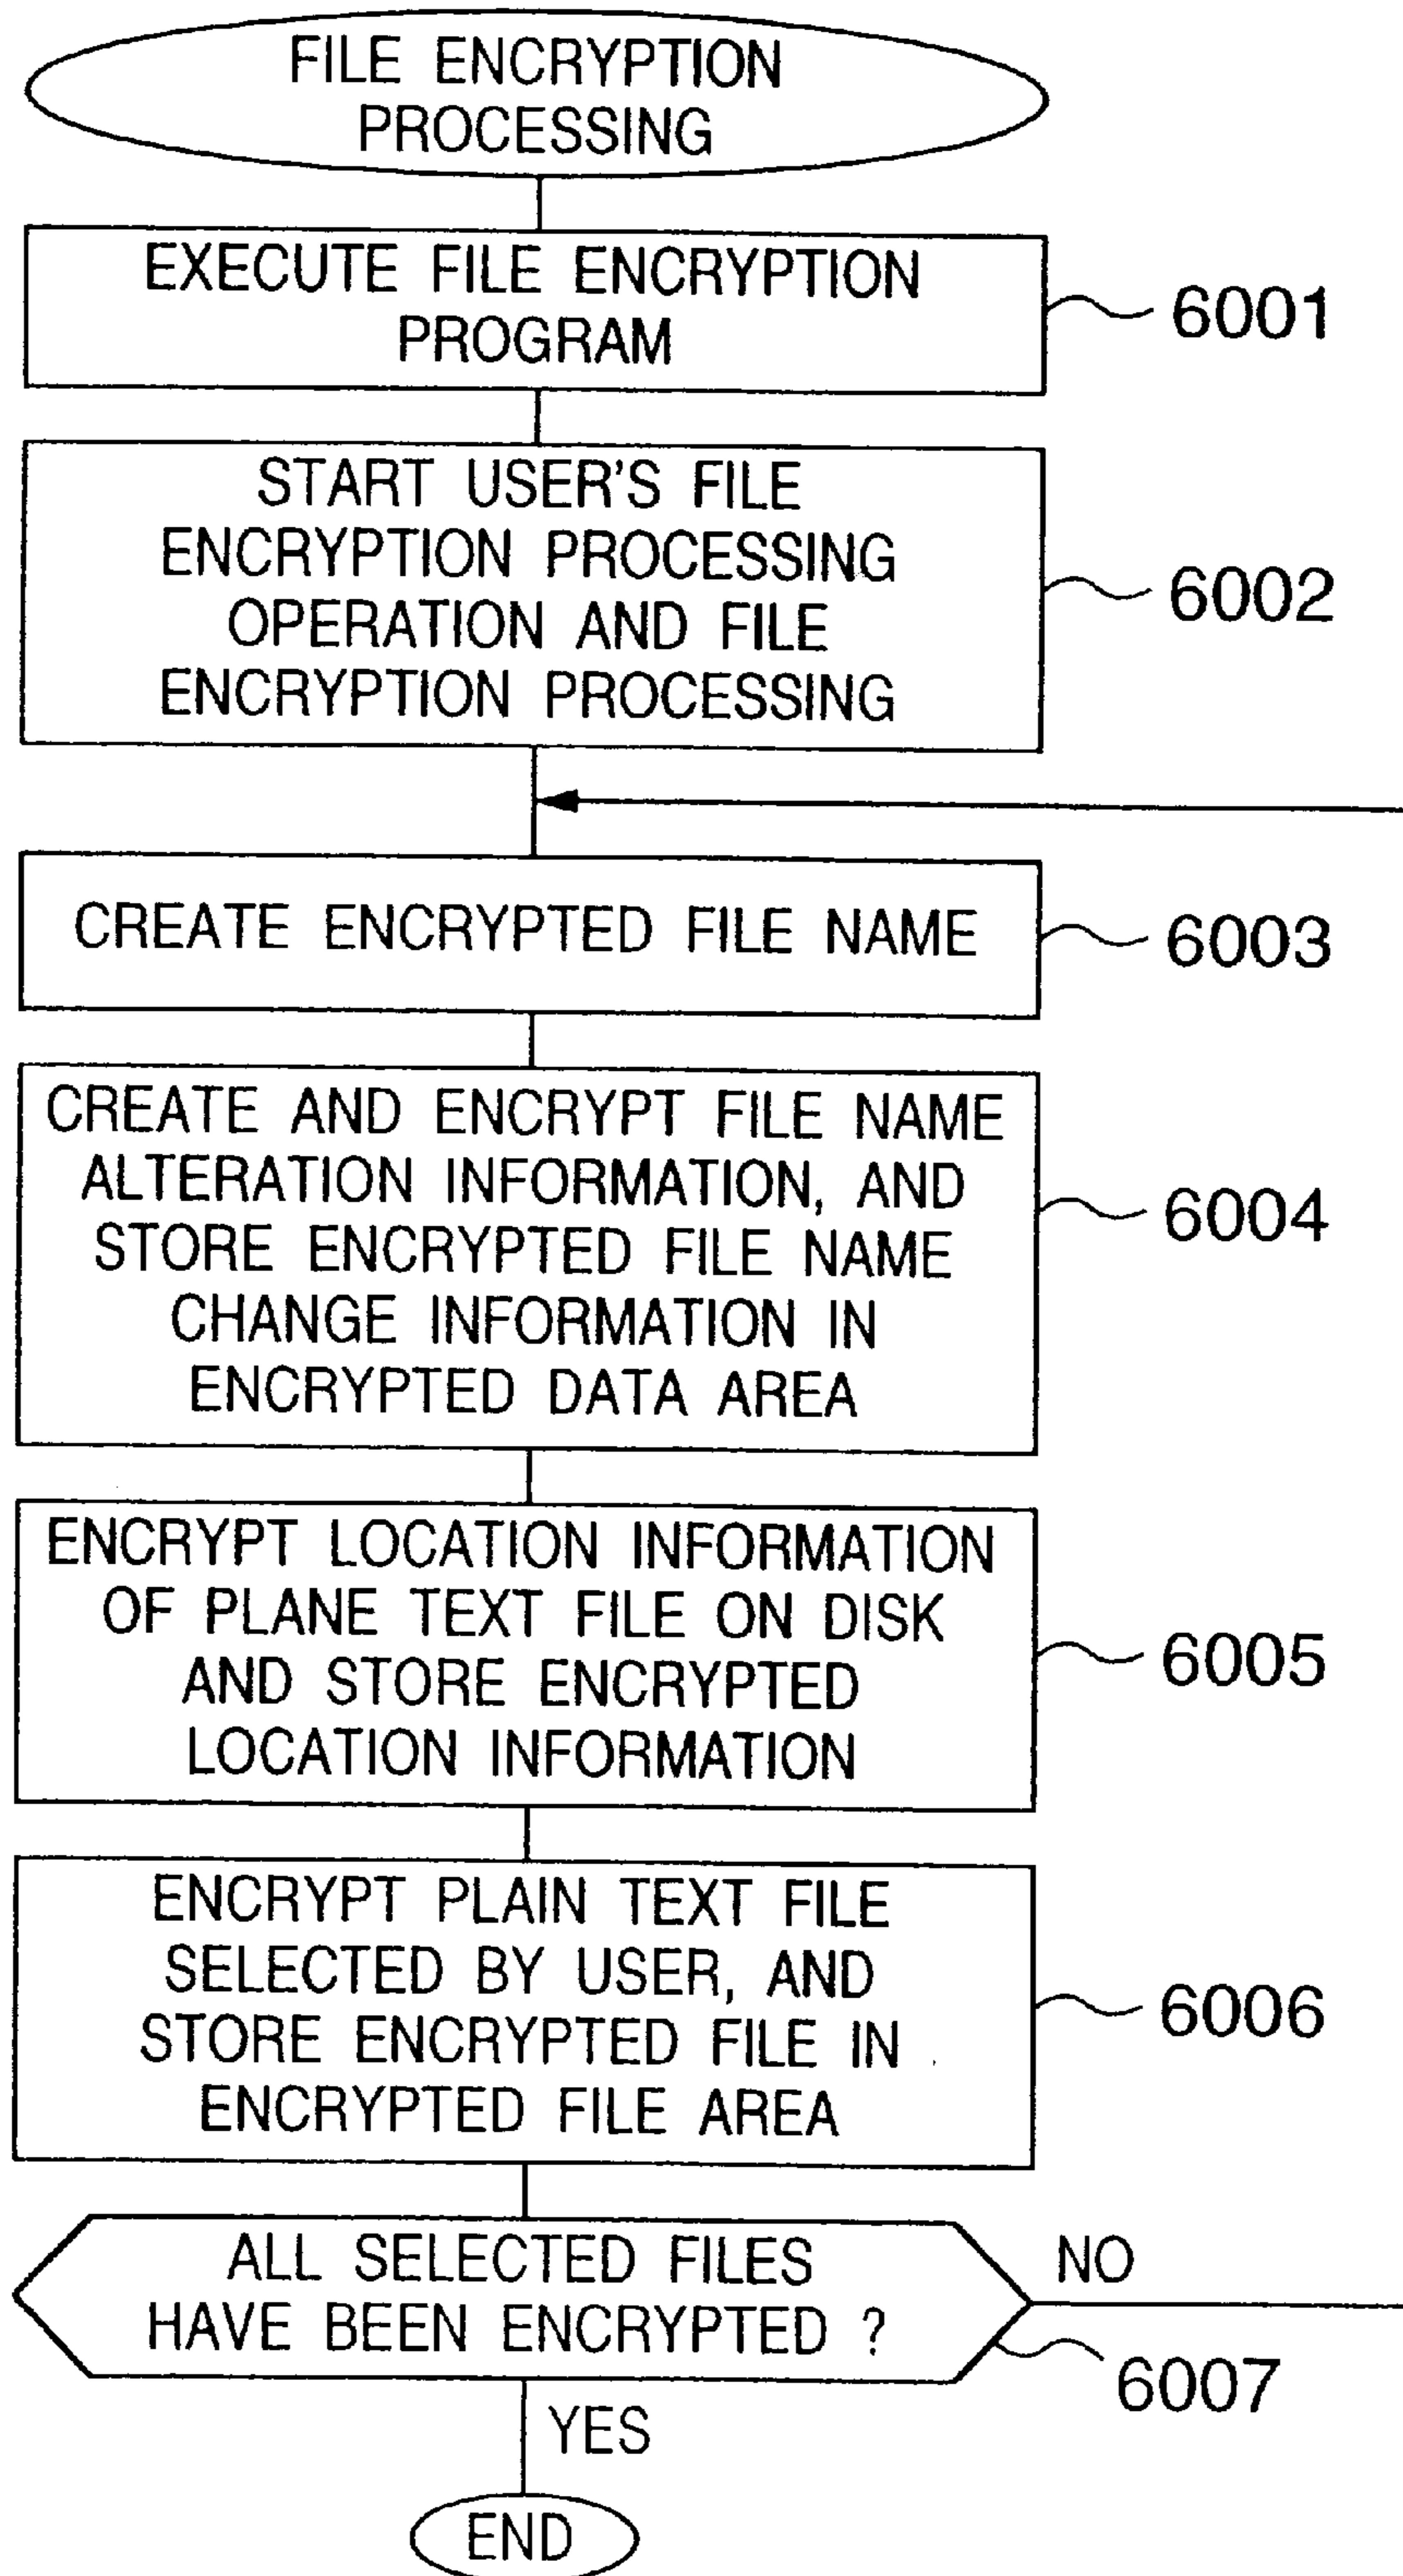 FILE ENCRYPTION
PROCESSING
EXECUTE FILE ENCRYPTION
PROGRAM
6001
START USER'S FILE
ENCRYPTION PROCESSING
OPERATION AND FILE
ENCRYPTION PROCESSING
6002
CREATE ENCRYPTED FILE NAME
6003
CREATE AND ENCRYPT FILE NAME
ALTERATION INFORMATION, AND
STORE ENCRYPTED FILE NAME
CHANGE INFORMATION IN
ENCRYPTED DATA AREA
6004
ENCRYPT LOCATION INFORMATION
OF PLANE TEXT FILE ON DISK
AND STORE ENCRYPTED
LOCATION INFORMATION
6005
ENCRYPT PLAIN TEXT FILE
SELECTED BY USER, AND
STORE ENCRYPTED FILE IN
ENCRYPTED FILE AREA
6006
ALL SELECTED FILES
HAVE BEEN ENCRYPTED ?
NO
6007
YES
END